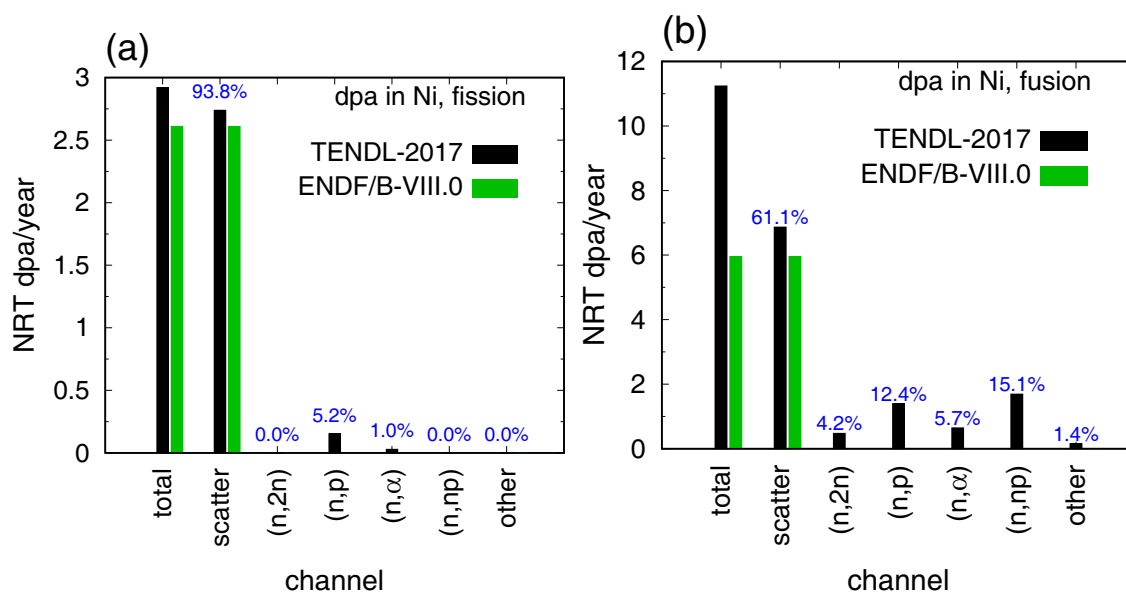 (a)
NRT dpa/year
3
2.5
2
1.5
1
0.5
0
dpa in Ni, fission
TENDL-2017
ENDF/B-VIII.0
93.8%
0.0%
5.2%
1.0%
0.0%
0.0%
total
scatter
(n,2n)
(n,p)
(n,α)
(n,np)
other
channel
(b)
NRT dpa/year
12
10
8
6
4
2
0
dpa in Ni, fusion
TENDL-2017
ENDF/B-VIII.0
61.1%
4.2%
12.4%
5.7%
15.1%
1.4%
total
scatter
(n,2n)
(n,p)
(n,α)
(n,np)
other
channel